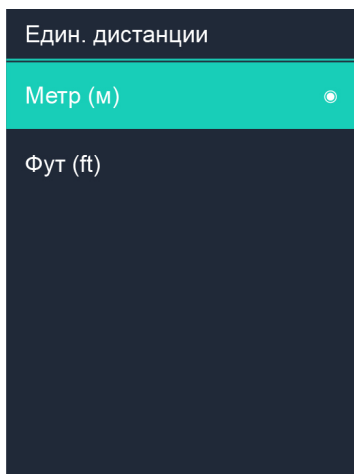 Един. дистанции
Метр (м)
Фут (ft)